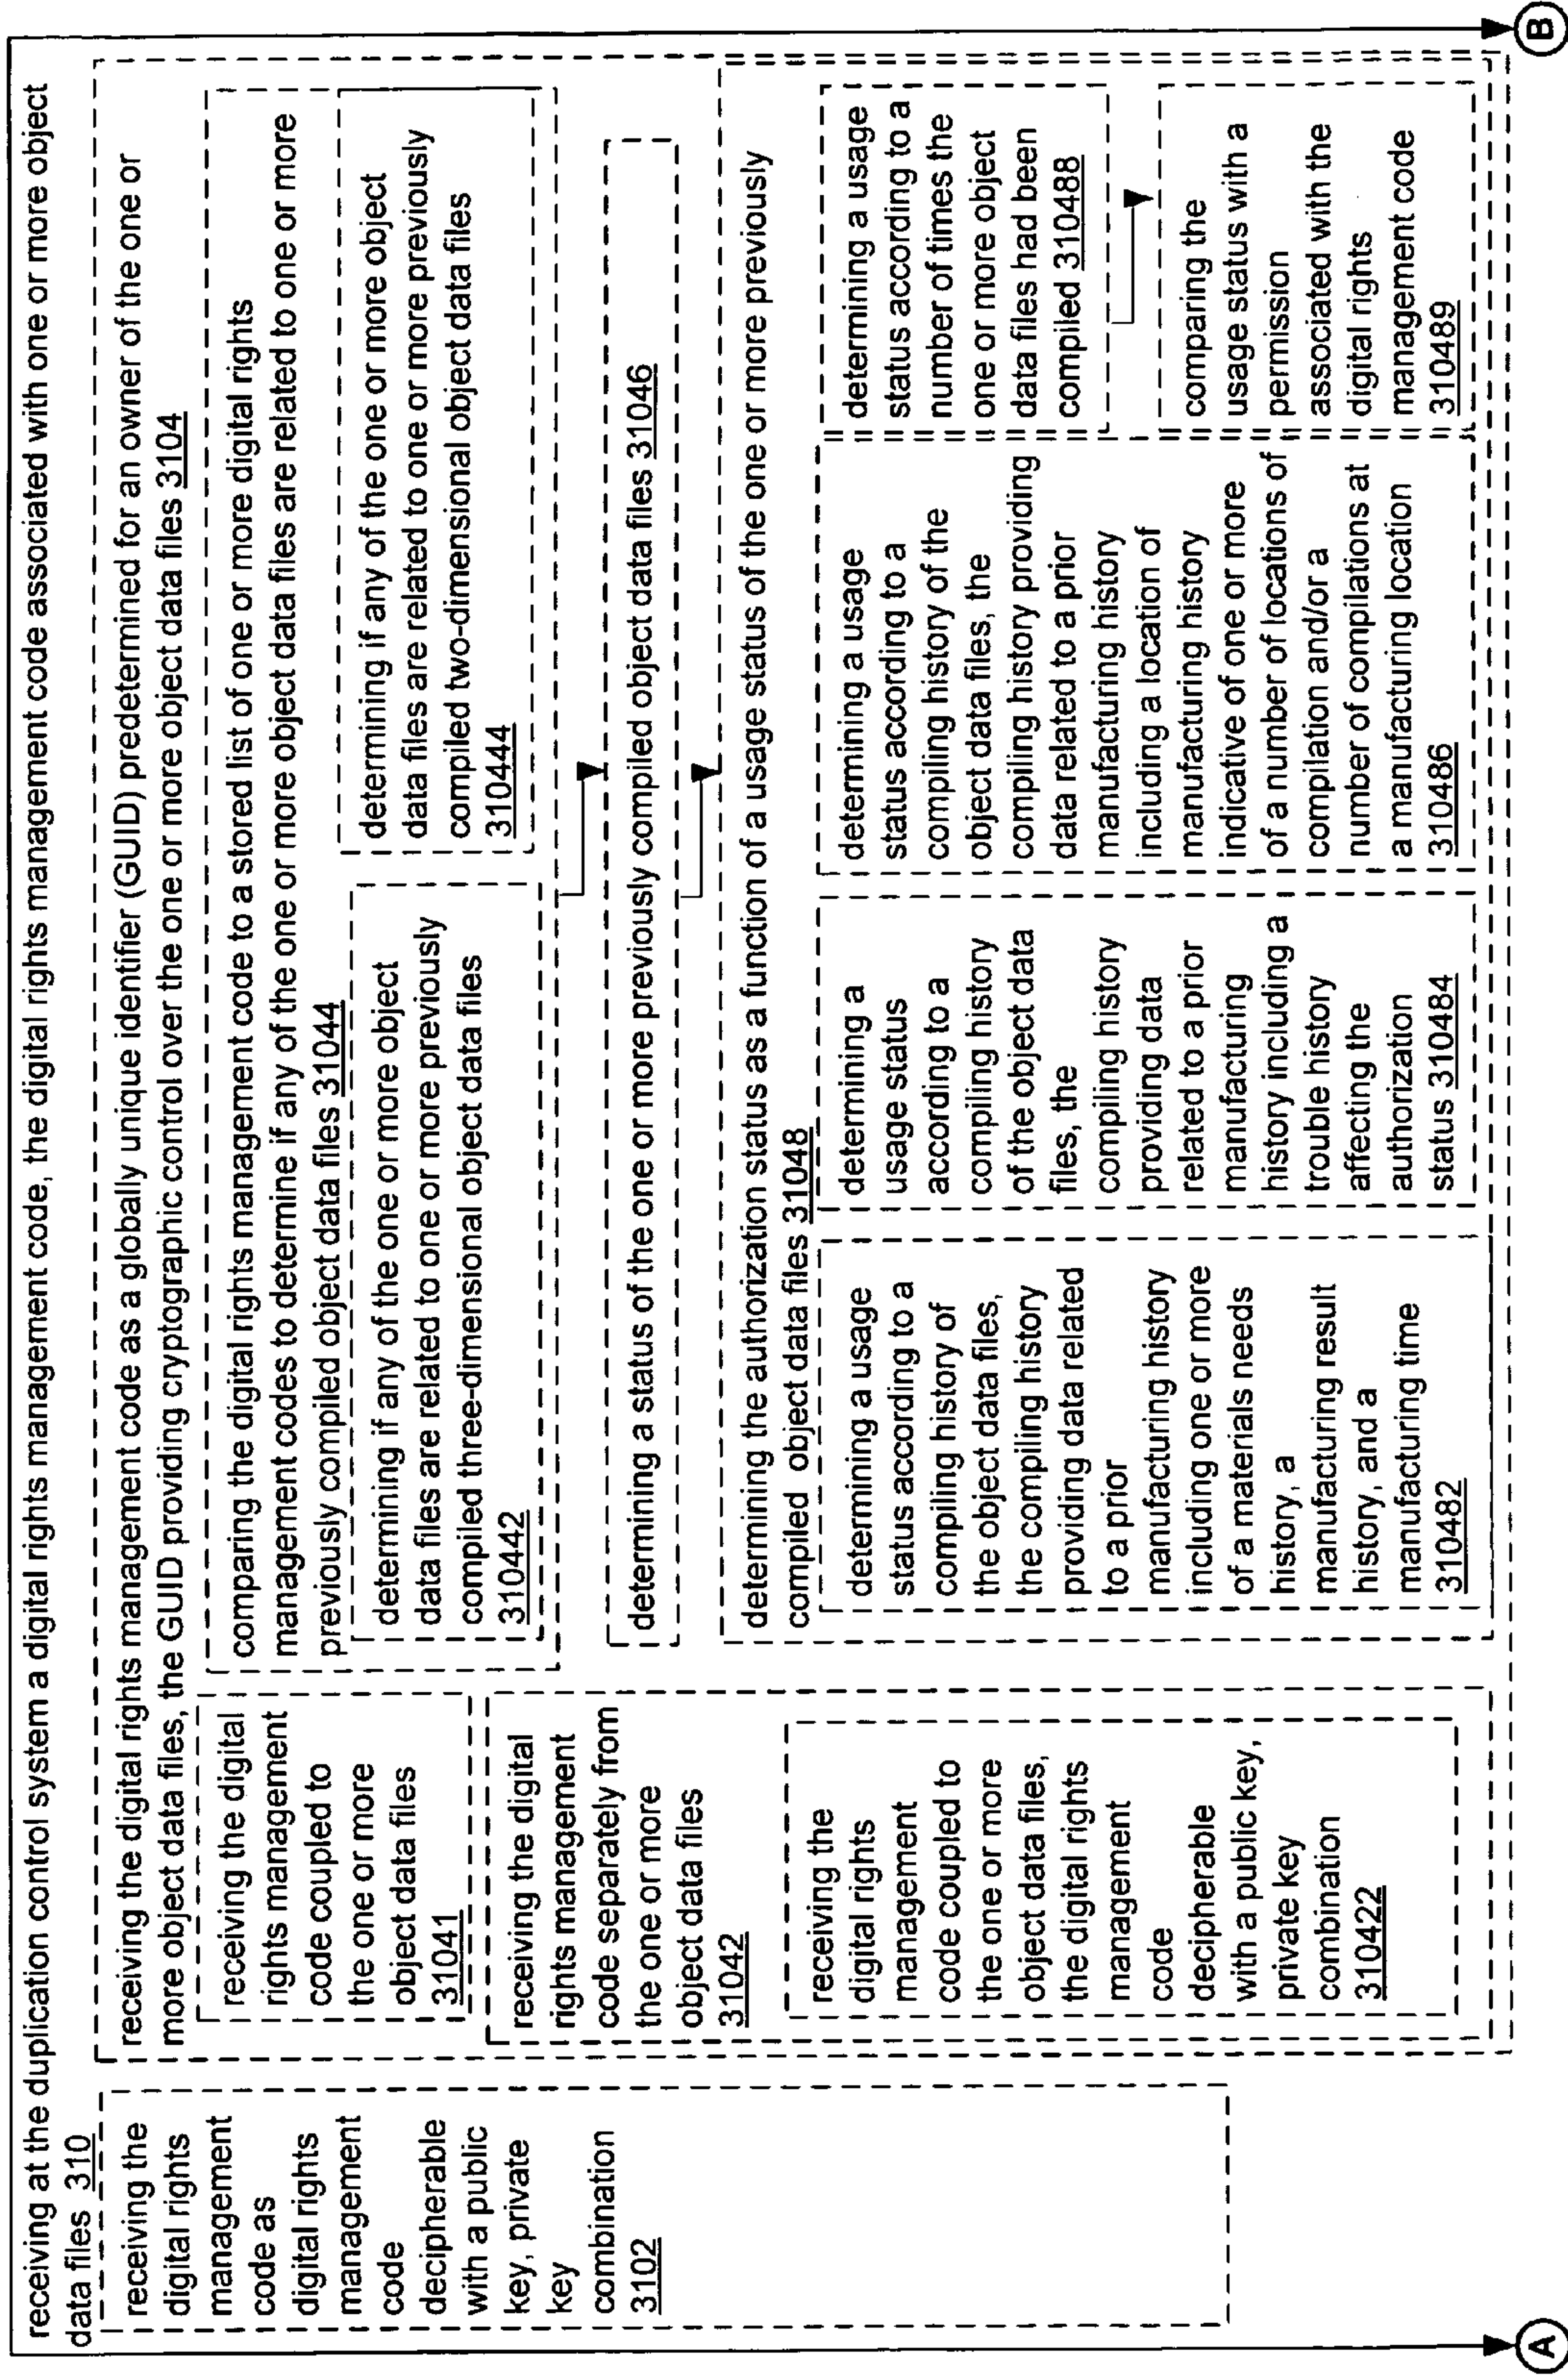 receiving at the duplication control system a digital rights management code, the digital rights management code associated with one or more object
data files 310
receiving the
digital rights
management
code as
digital rights
management
code
decipherable
with a public
key, private
key
combination
3102
receiving the digital rights management code as a globally unique identifier (GUID) predetermined for an owner of the one or
more object data files, the GUID providing cryptographic control over the one or more object data files 3104
receiving the digital
rights management
code coupled to
the one or more
object data files
31041
receiving the digital
rights management
code separately from
the one or more
object data files
31042
receiving the
digital rights
management
code coupled to
the one or more
object data files,
the digital rights
management
code
decipherable
with a public key,
private key
combination
310422
comparing the digital rights management code to a stored list of one or more digital rights
management codes to determine if any of the one or more object data files are related to one or more
previously compiled object data files 31044
determining if any of the one or more object
data files are related to one or more previously
compiled three-dimensional object data files
310442
determining if any of the one or more object
data files are related to one or more previously
compiled two-dimensional object data files
310444
determining a status of the one or more previously compiled object data files 31046
determining the authorization status as a function of a usage status of the one or more previously
compiled object data files 31048
determining a usage
status according to a
compiling history of
the object data files,
the compiling history
providing data related
to a prior
manufacturing history
including one or more
of a materials needs
history, a
manufacturing result
history, and a
manufacturing time
310482
determining a
usage status
according to a
compiling history
of the object data
files, the
compiling history
providing data
related to a prior
manufacturing
history including a
trouble history
affecting the
authorization
status 310484
determining a usage
status according to a
compiling history of the
object data files, the
compiling history providing
data related to a prior
manufacturing history
including a location of
manufacturing history
indicative of one or more
of a number of locations of
compilation and/or a
number of compilations at
a manufacturing location
310486
determining a usage
status according to a
number of times the
one or more object
data files had been
compiled 310488
comparing the
usage status with a
permission
associated with the
digital rights
management code
310489
A
B